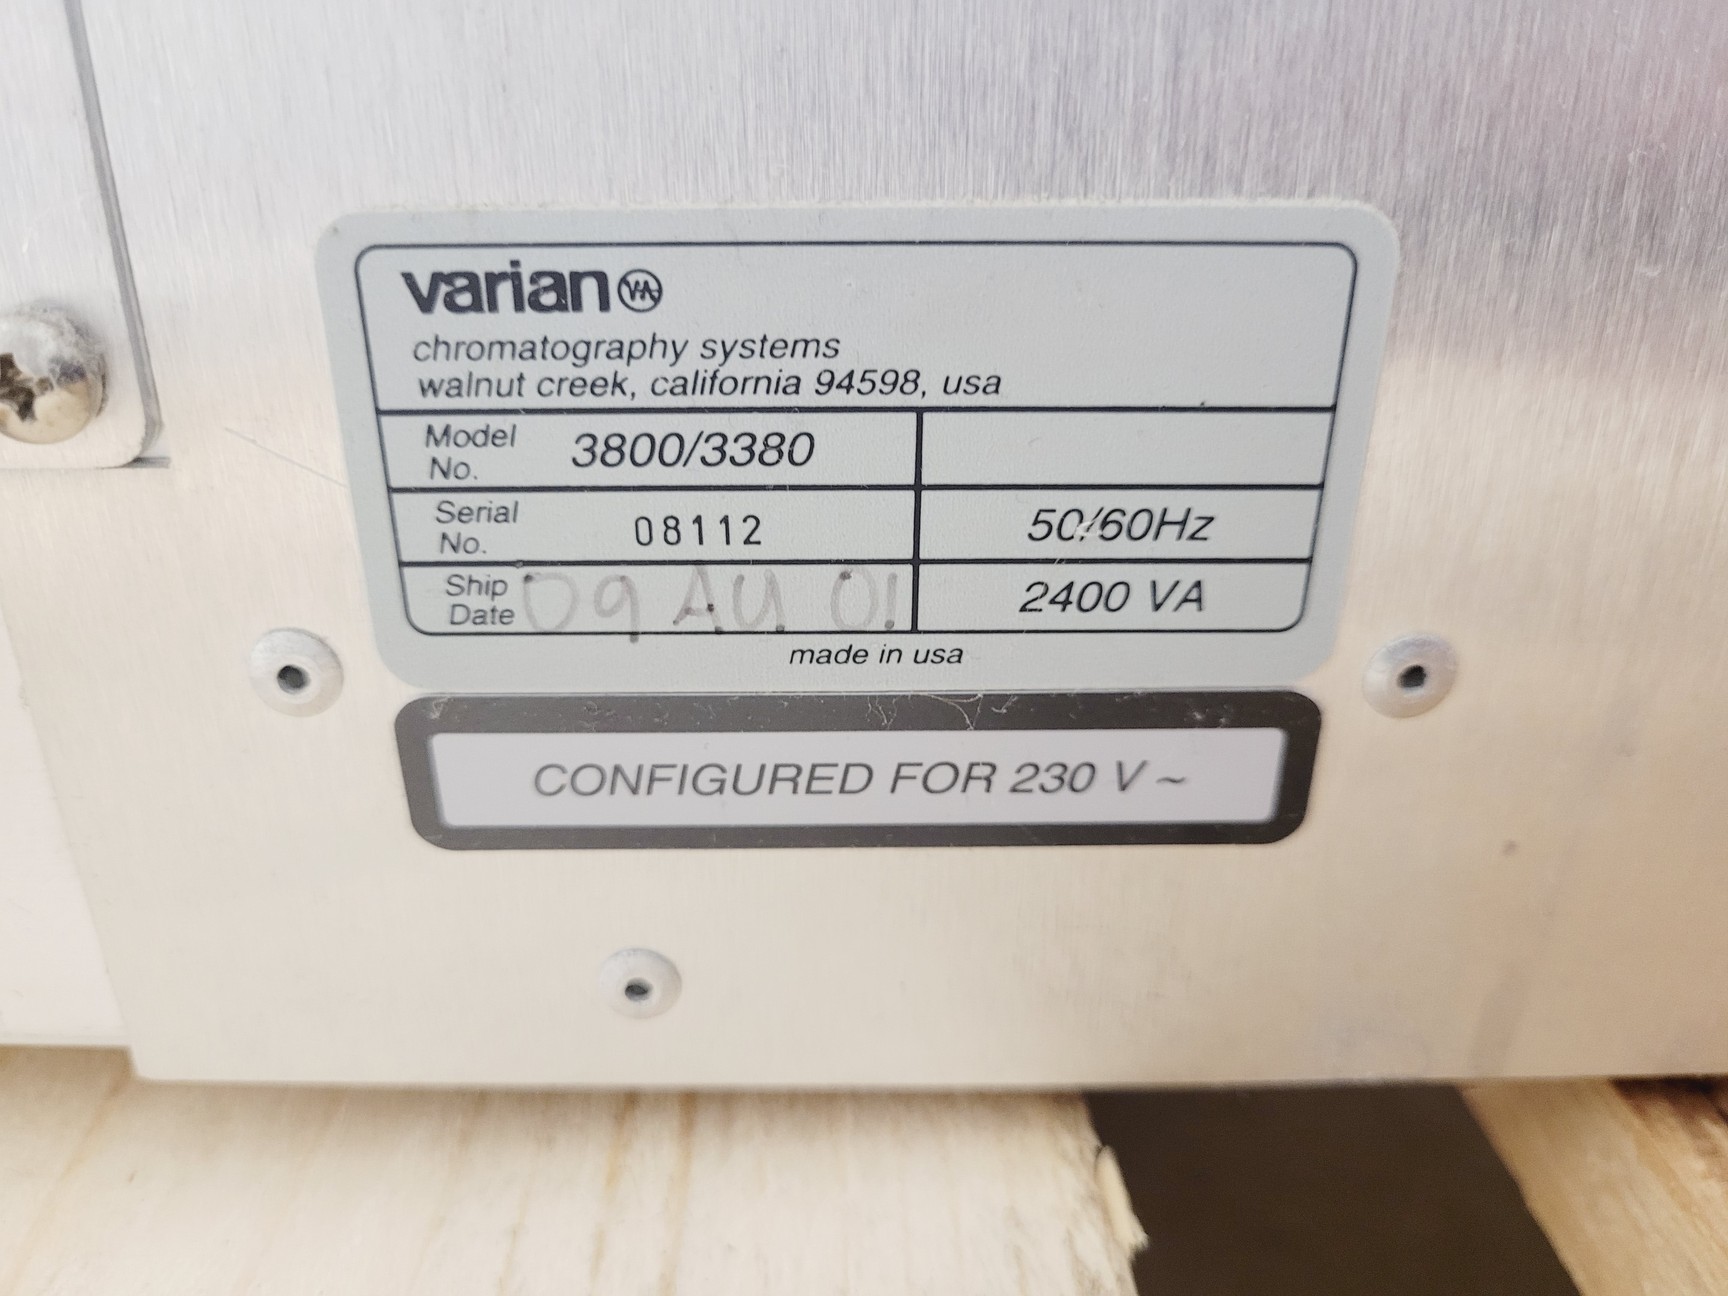 varian VA
chromatography systems
walnut creek, california 94598, usa
Model No. 3800/3380
Serial No. 08112 50/60Hz
Ship Date 09 AU 01 2400 VA
made in usa
CONFIGURED FOR 230 V ~